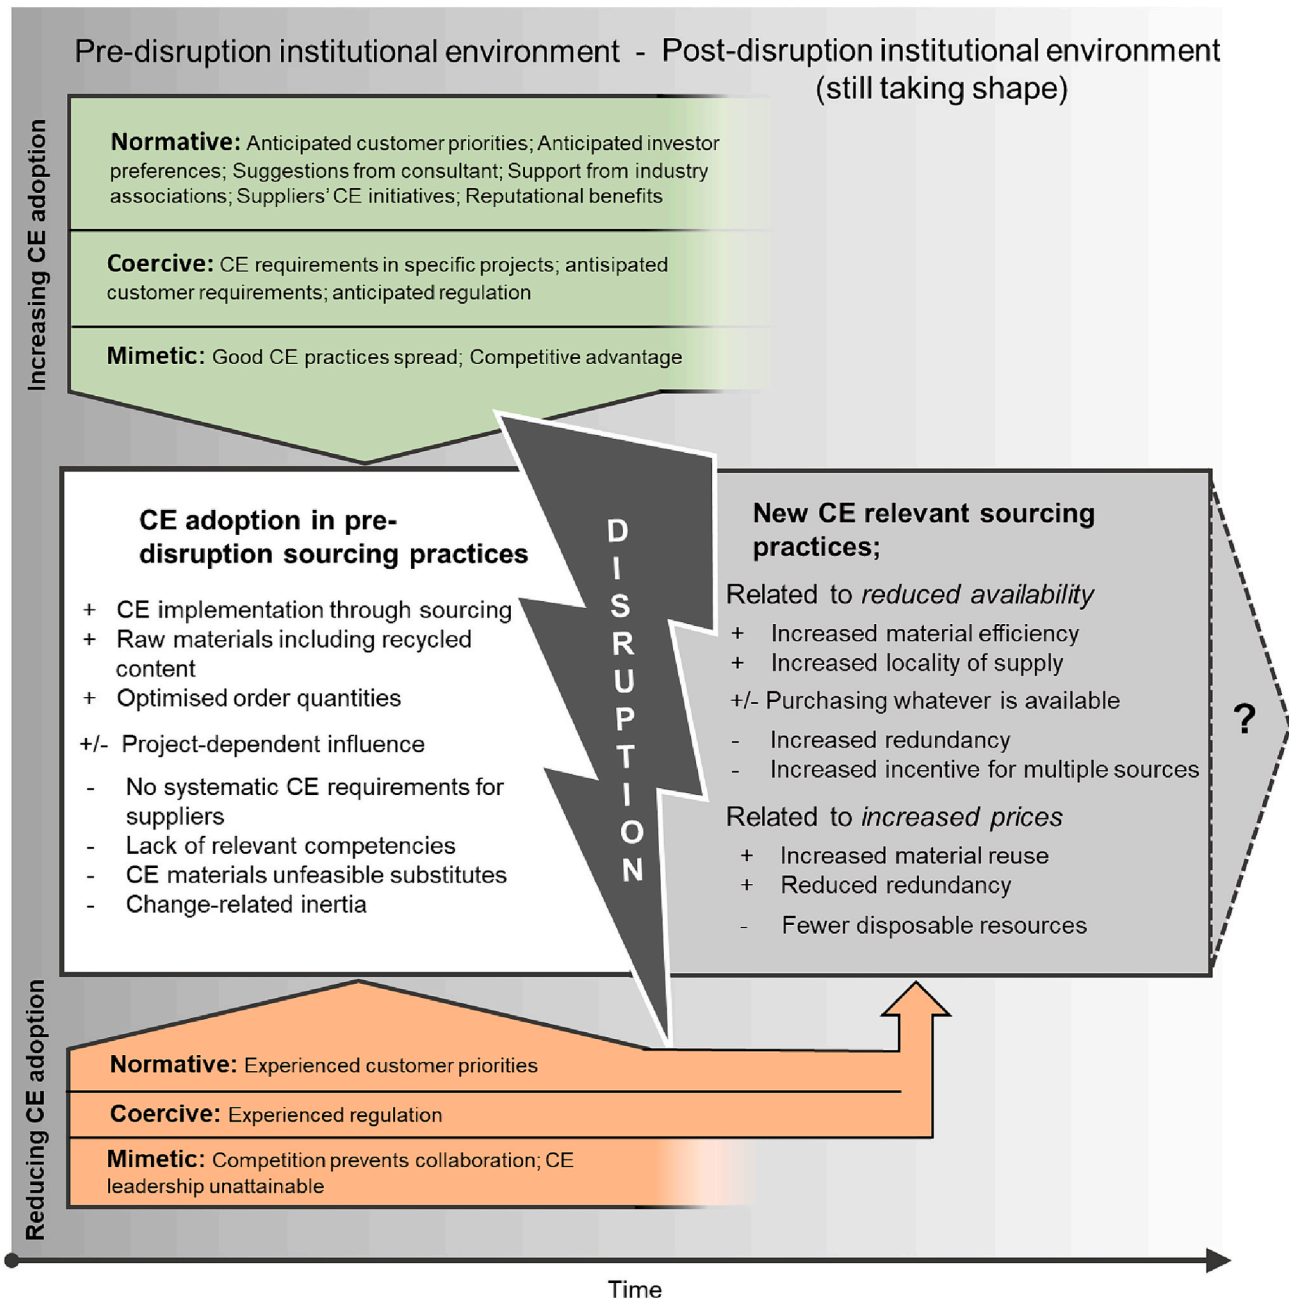 Pre-disruption institutional environment - Post-disruption institutional environment
(still taking shape)
Increasing CE adoption
Normative: Anticipated customer priorities; Anticipated investor
preferences; Suggestions from consultant; Support from industry
associations; Suppliers' CE initiatives; Reputational benefits
Coercive: CE requirements in specific projects; antisipated
customer requirements; anticipated regulation
Mimetic: Good CE practices spread; Competitive advantage
CE adoption in pre-
disruption sourcing practices
+ CE implementation through sourcing
+ Raw materials including recycled
content
+ Optimised order quantities
+/- Project-dependent influence
- No systematic CE requirements for
suppliers
- Lack of relevant competencies
- CE materials unfeasible substitutes
- Change-related inertia
DISRUPTION
New CE relevant sourcing
practices;
Related to reduced availability
+ Increased material efficiency
+ Increased locality of supply
+/- Purchasing whatever is available
- Increased redundancy
- Increased incentive for multiple sources
Related to increased prices
+ Increased material reuse
+ Reduced redundancy
- Fewer disposable resources
?
Reducing CE adoption
Normative: Experienced customer priorities
Coercive: Experienced regulation
Mimetic: Competition prevents collaboration; CE
leadership unattainable
Time